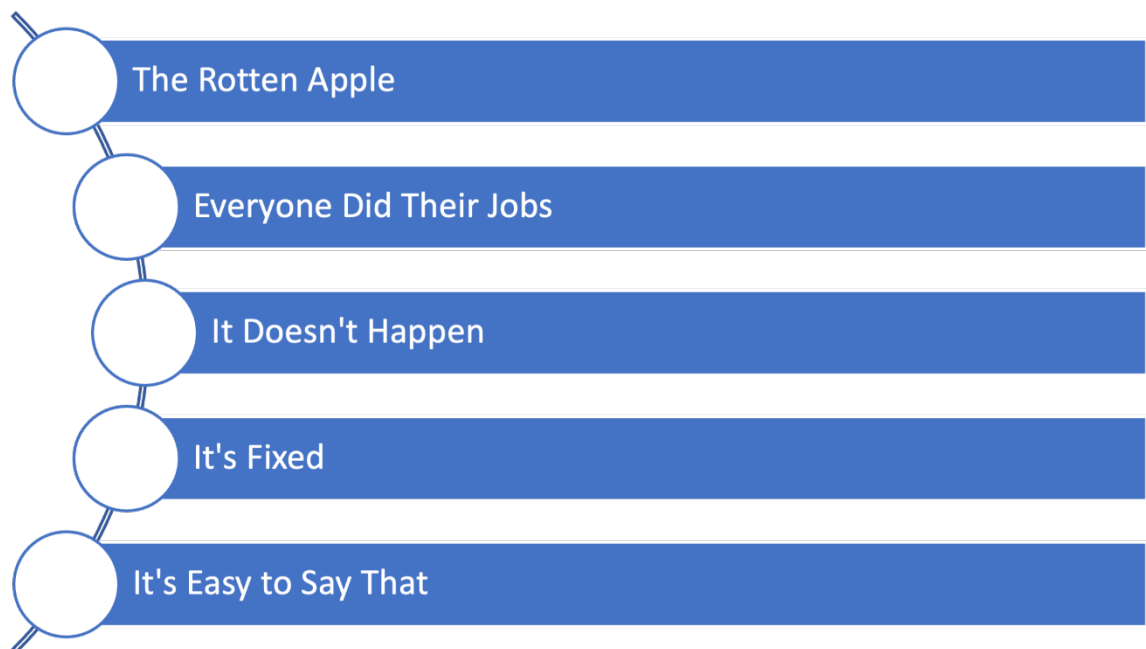 The Rotten Apple
Everyone Did Their Jobs
It Doesn't Happen
It's Fixed
It's Easy to Say That